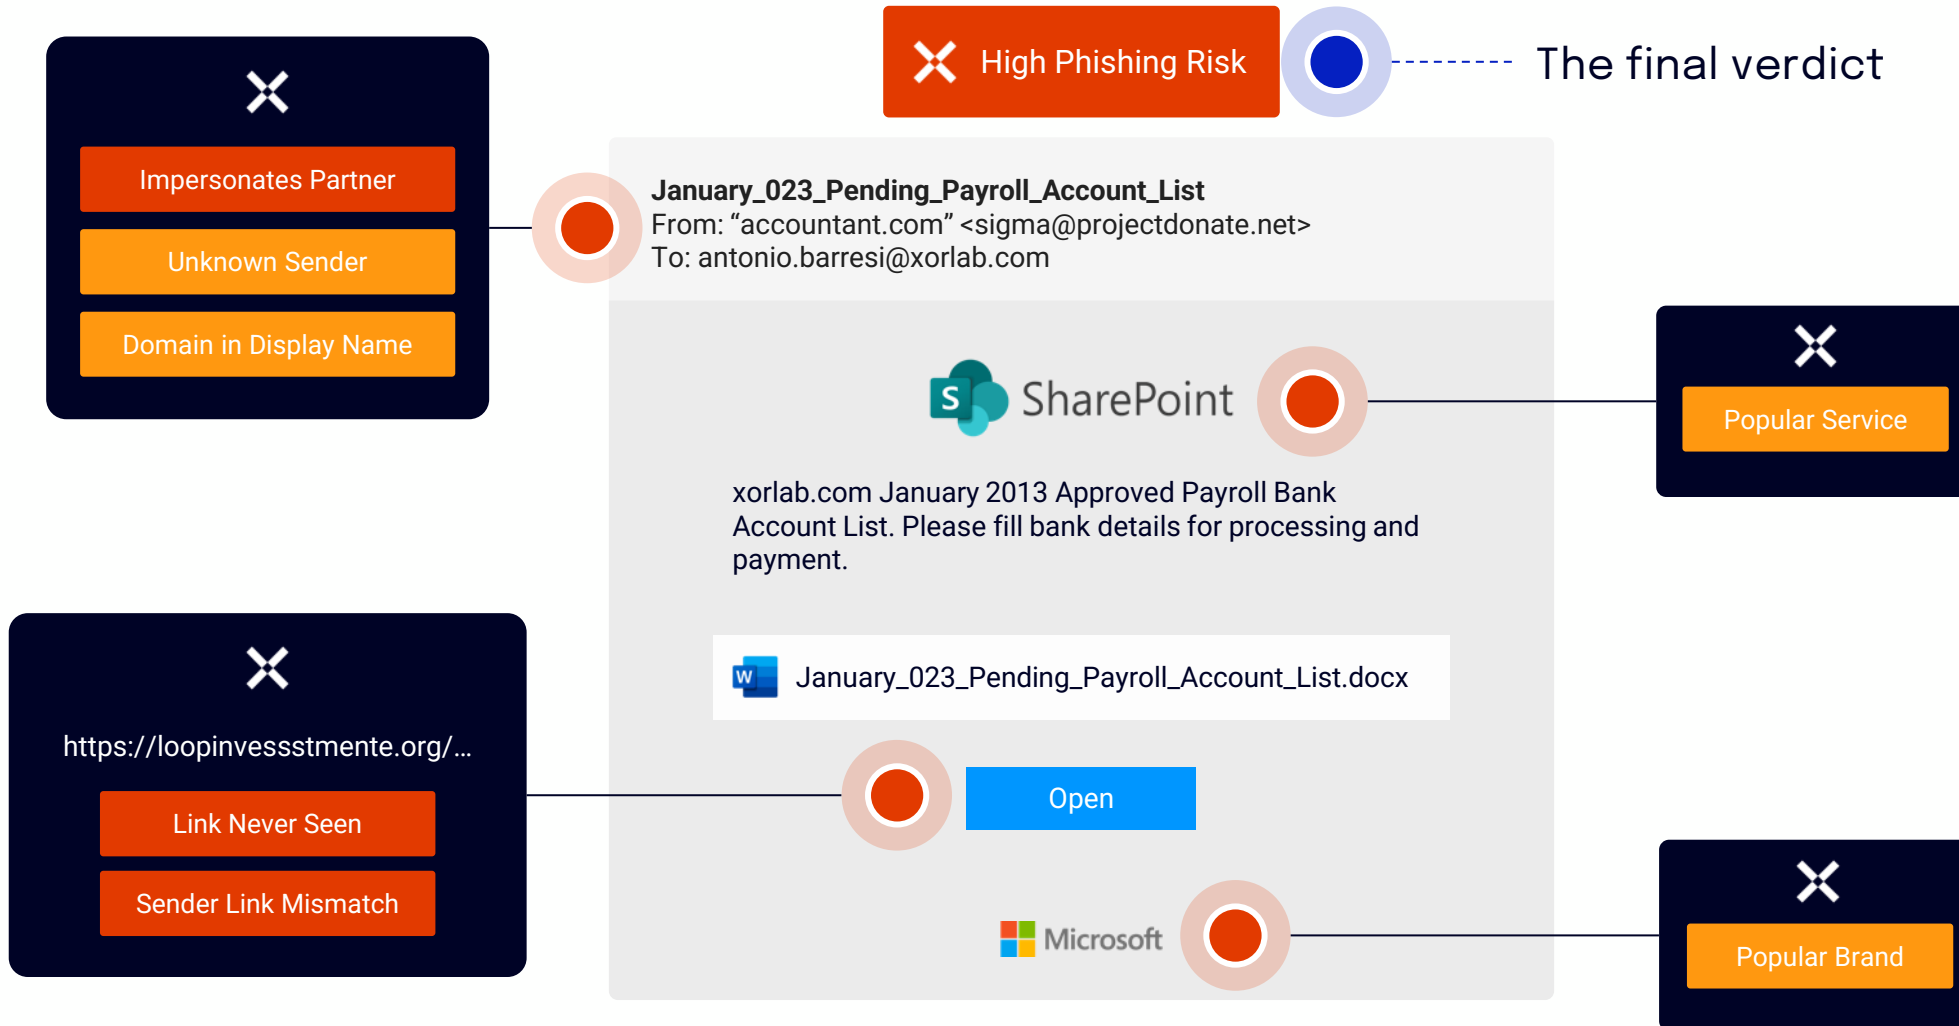 High Phishing Risk
The final verdict
Impersonates Partner
Unknown Sender
Domain in Display Name
January_023_Pending_Payroll_Account_List
From: “accountant.com” <sigma@projectdonate.net>
To: antonio.barresi@xorlab.com
S SharePoint
Popular Service
xorlab.com January 2013 Approved Payroll Bank
Account List. Please fill bank details for processing and
payment.
W January_023_Pending_Payroll_Account_List.docx
https://loopinvessstmente.org/…
Link Never Seen
Sender Link Mismatch
Open
Microsoft
Popular Brand